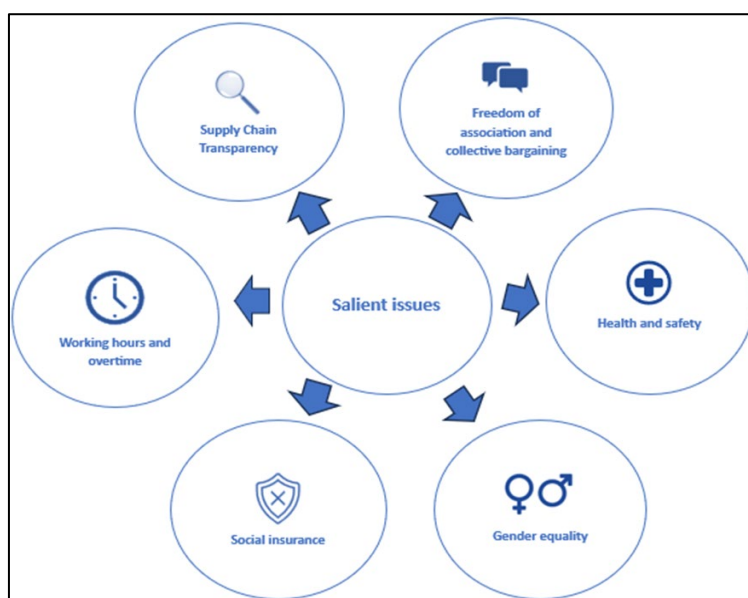 Supply Chain
Transparency
Freedom of
association and
collective bargaining
Working hours and
overtime
Salient issues
Health and safety
Social insurance
Gender equality